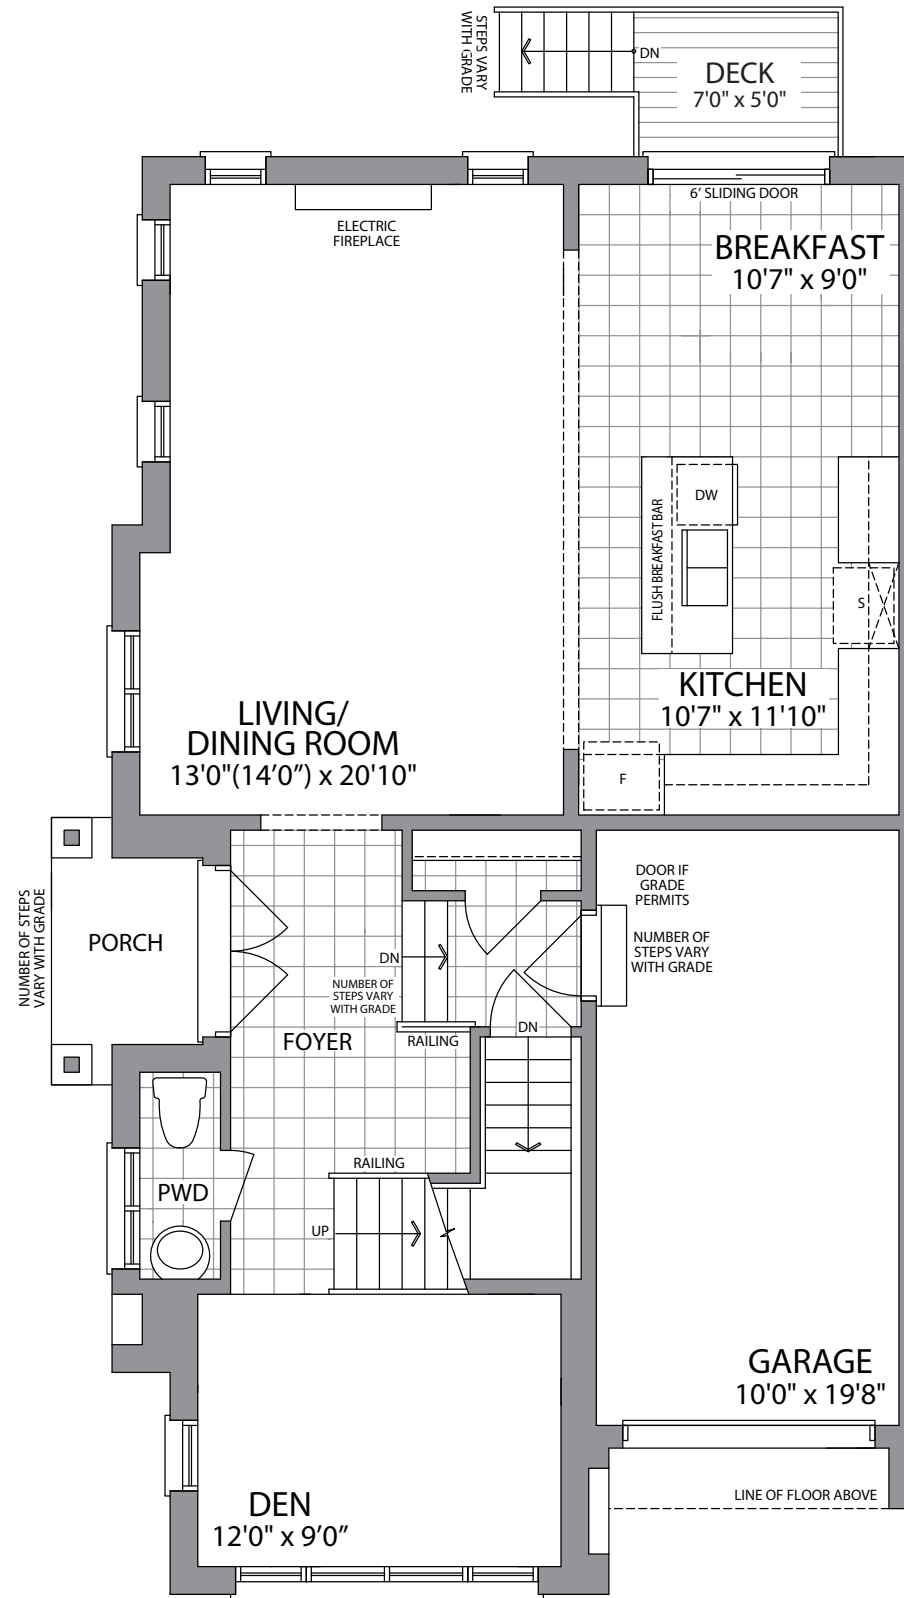 STEPS VARY
WITH GRADE
DN
DECK
7'0" x 5'0"
6' SLIDING DOOR
ELECTRIC
FIREPLACE
BREAKFAST
10'7" x 9'0"
DW
FLUSH BREAKFAST BAR
S
KITCHEN
10'7" x 11'10"
LIVING/
DINING ROOM
13'0"(14'0") x 20'10"
F
NUMBER OF STEPS
VARY WITH GRADE
PORCH
DOOR IF
GRADE
PERMITS
NUMBER OF
STEPS VARY
WITH GRADE
DN
NUMBER OF
STEPS VARY
WITH GRADE
FOYER
RAILING
DN
RAILING
PWD
UP
GARAGE
10'0" x 19'8"
LINE OF FLOOR ABOVE
DEN
12'0" x 9'0"